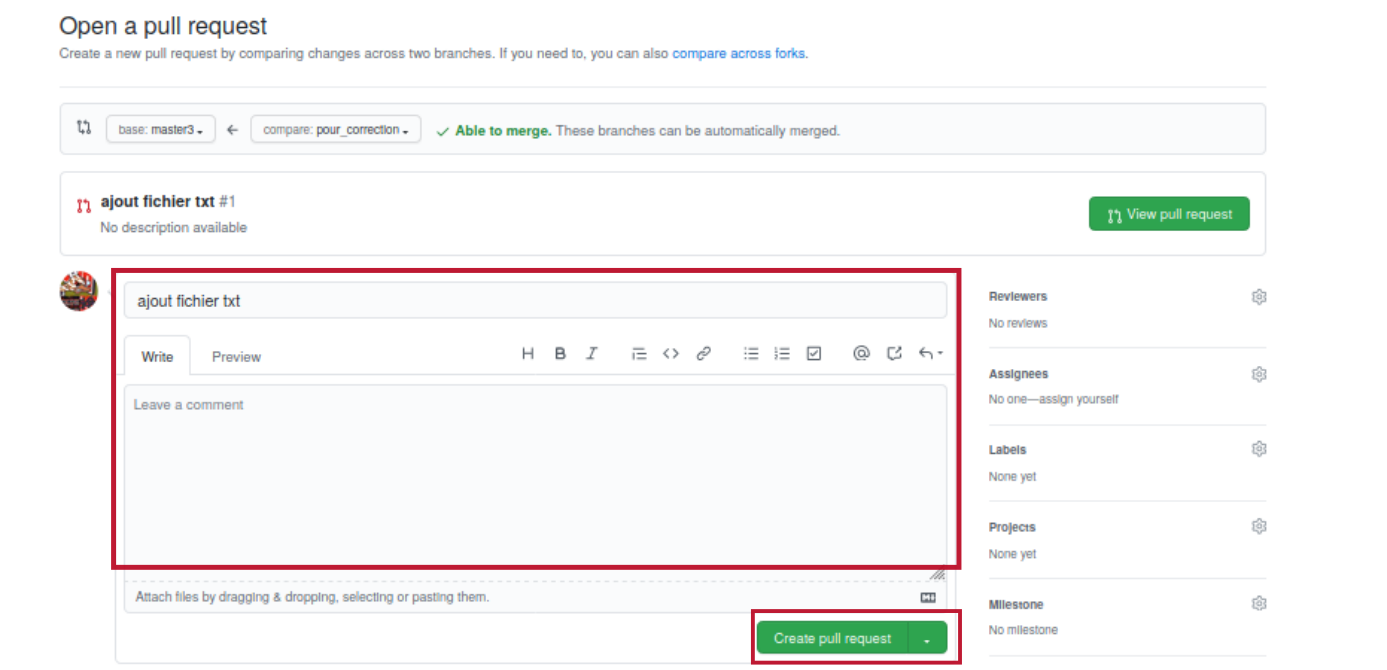 Open a pull request
Create a new pull request by comparing changes across two branches. If you need to, you can also compare across forks.
base: master3 compare: pour_correction Able to merge. These branches can be automatically merged.
ajout fichier txt #1
No description available
View pull request
ajout fichier txt
Write Preview
Leave a comment
Attach files by dragging & dropping, selecting or pasting them.
Create pull request
Reviewers
No reviews
Assignees
No one—assign yourself
Labels
None yet
Projects
None yet
Milestone
No milestone